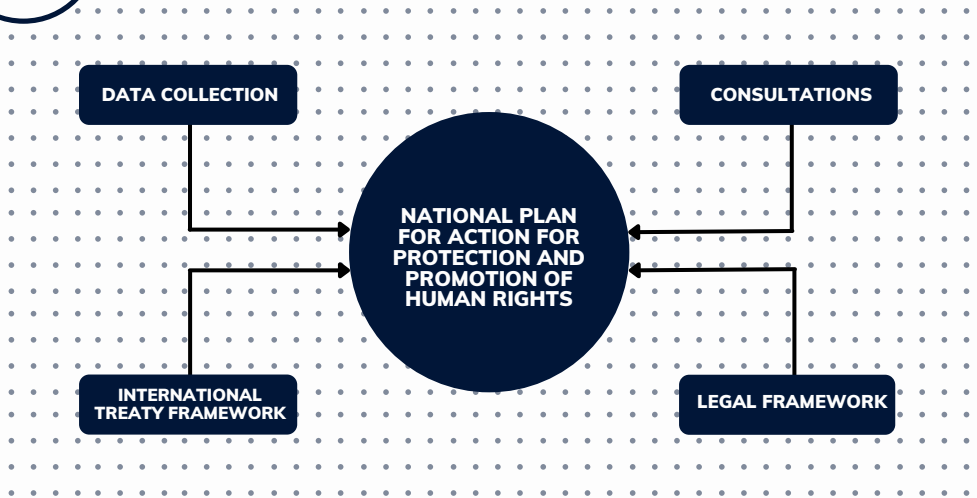 DATA COLLECTION
CONSULTATIONS
NATIONAL PLAN
FOR ACTION FOR
PROTECTION AND
PROMOTION OF
HUMAN RIGHTS
INTERNATIONAL
TREATY FRAMEWORK
LEGAL FRAMEWORK